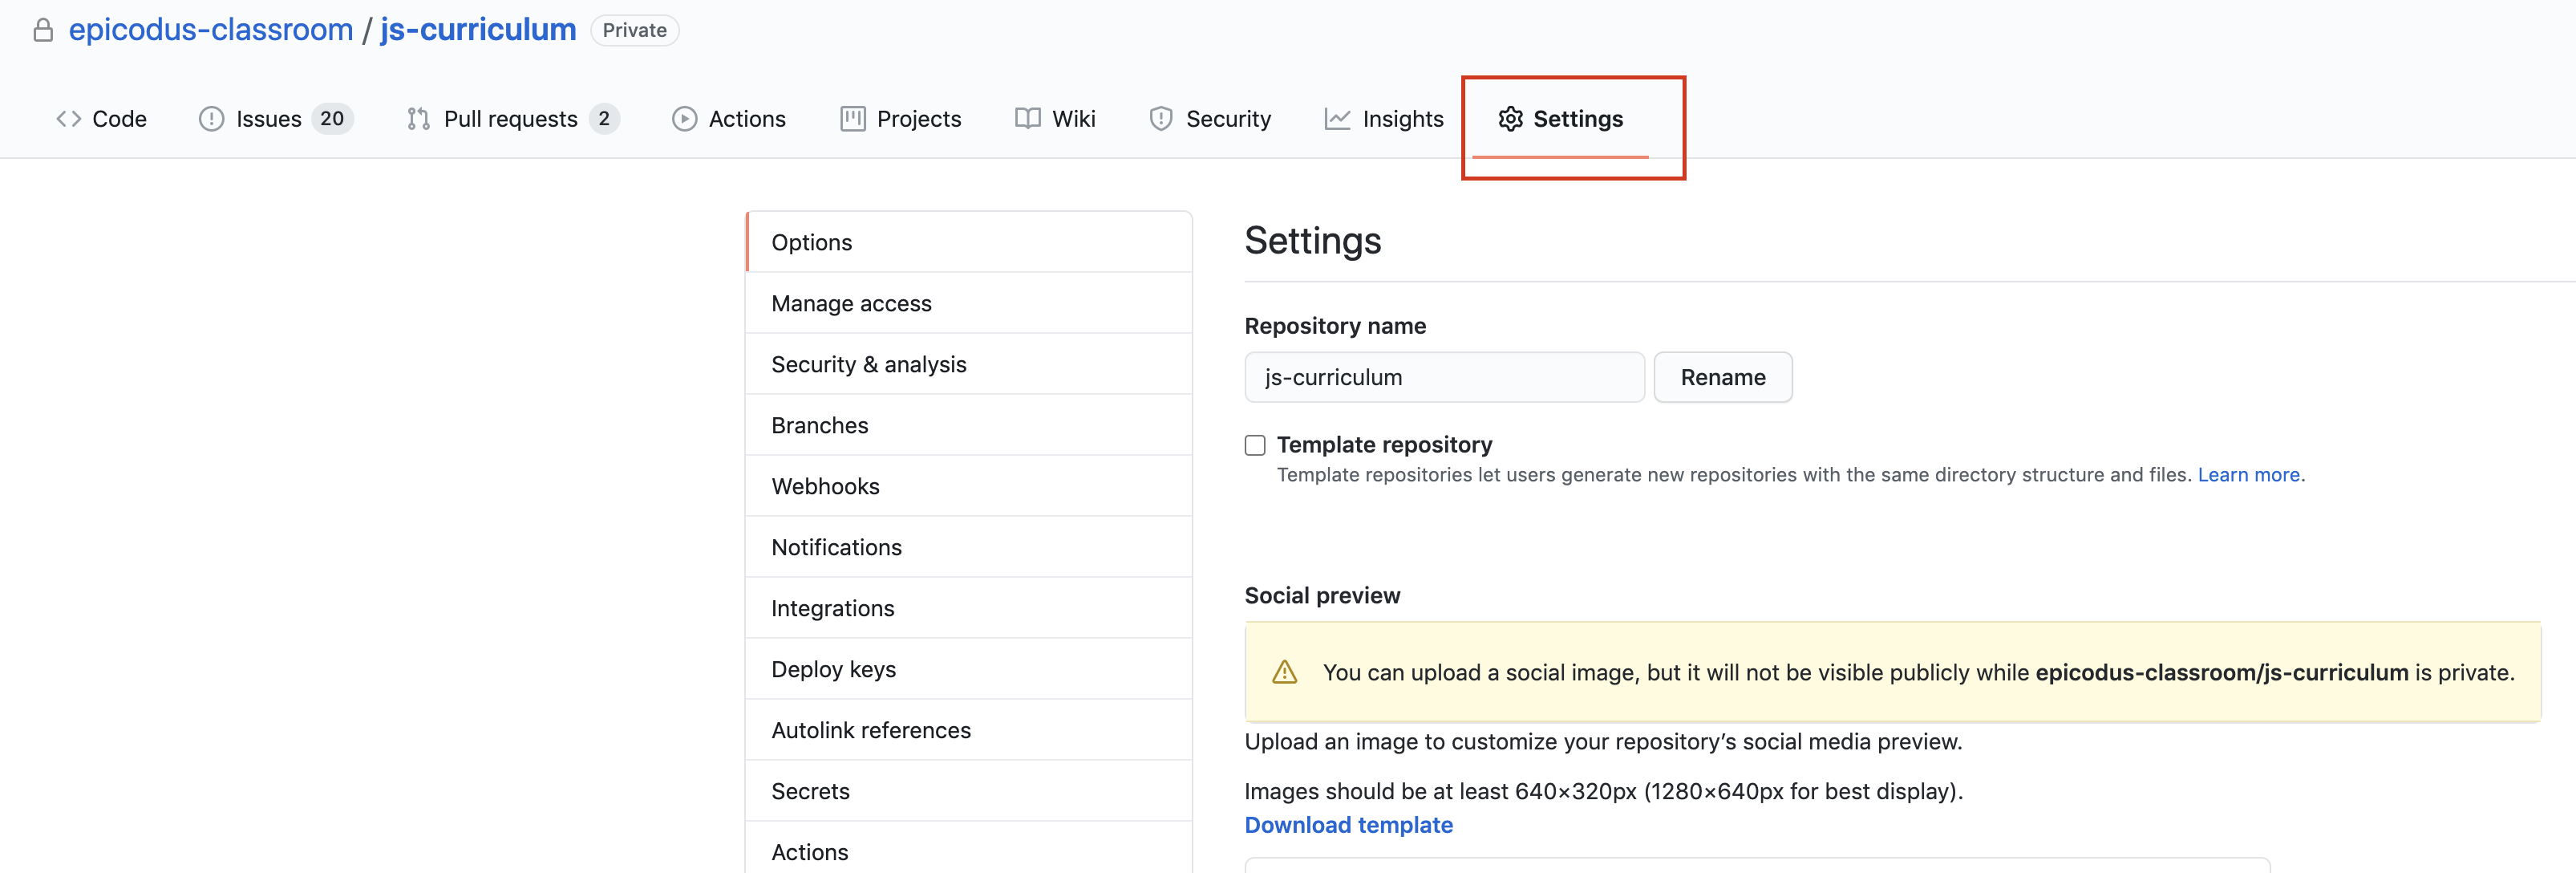 epicodus-classroom / js-curriculum Private
Code Issues 20 Pull requests 2 Actions Projects Wiki Security Insights Settings
Options
Manage access
Security & analysis
Branches
Webhooks
Notifications
Integrations
Deploy keys
Autolink references
Secrets
Actions
Settings
Repository name
js-curriculum Rename
Template repository
Template repositories let users generate new repositories with the same directory structure and files. Learn more.
Social preview
You can upload a social image, but it will not be visible publicly while epicodus-classroom/js-curriculum is private.
Upload an image to customize your repository’s social media preview.
Images should be at least 640×320px (1280×640px for best display).
Download template